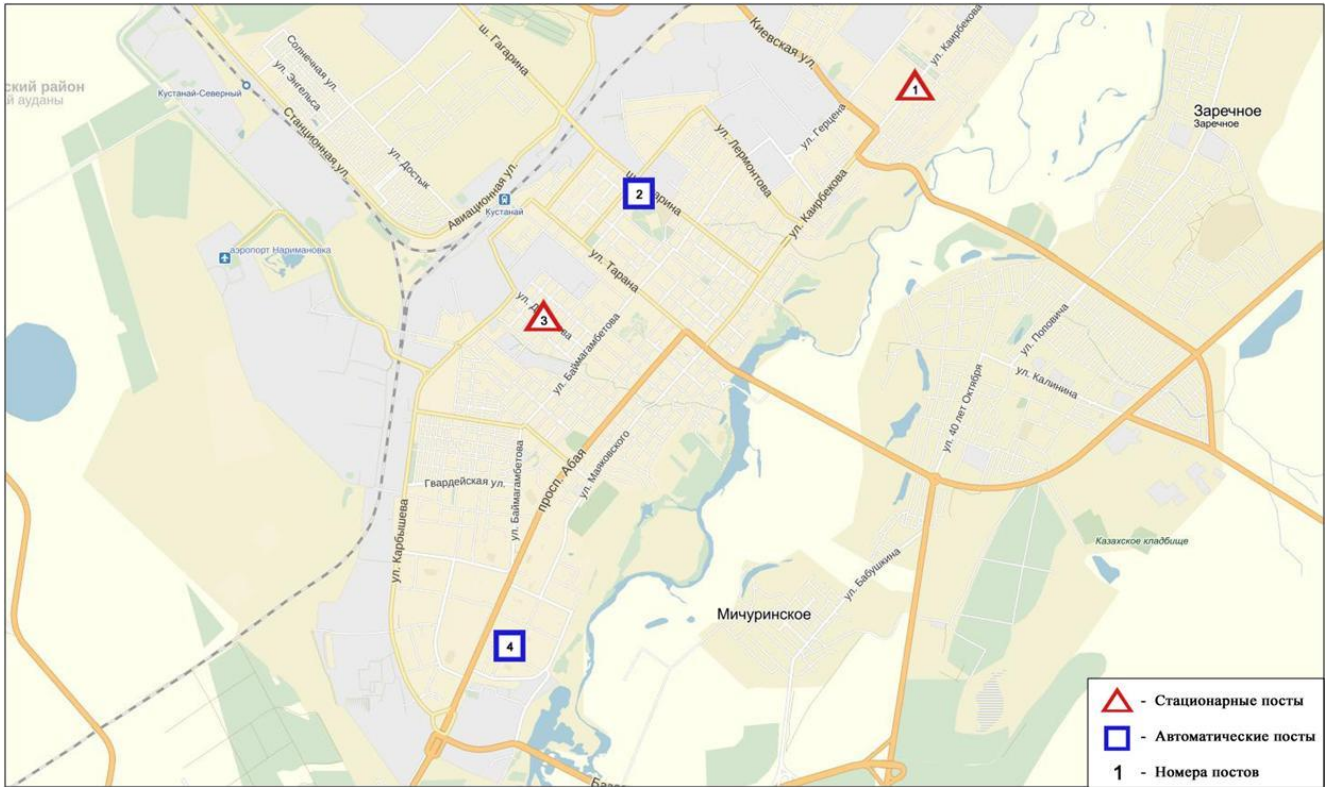 ский район
ай ауданы
Кустанай-Северный
Солнечная ул.
ул. Энгельса
Станционная ул.
ул. Достык
ш. Гагарина
Авиационная ул.
Кустанай
аэропорт Наримановка
Киевская ул.
ул. Каирбекова
1
ул. Герцена
ул. Лермонтова
ул. Каирбекова
2
ул. Тарана
3
ул. Баймагамбетова
Заречное
Заречное
ул. Поповича
ул. Калинина
ул. 40 лет Октября
просп. Абая
ул. Маяковского
Гвардейская ул.
ул. Баймагамбетова
ул. Карбышева
Казахское кладбище
ул. Бабушкина
Мичуринское
4
- Стационарные посты
- Автоматические посты
1 - Номера постов